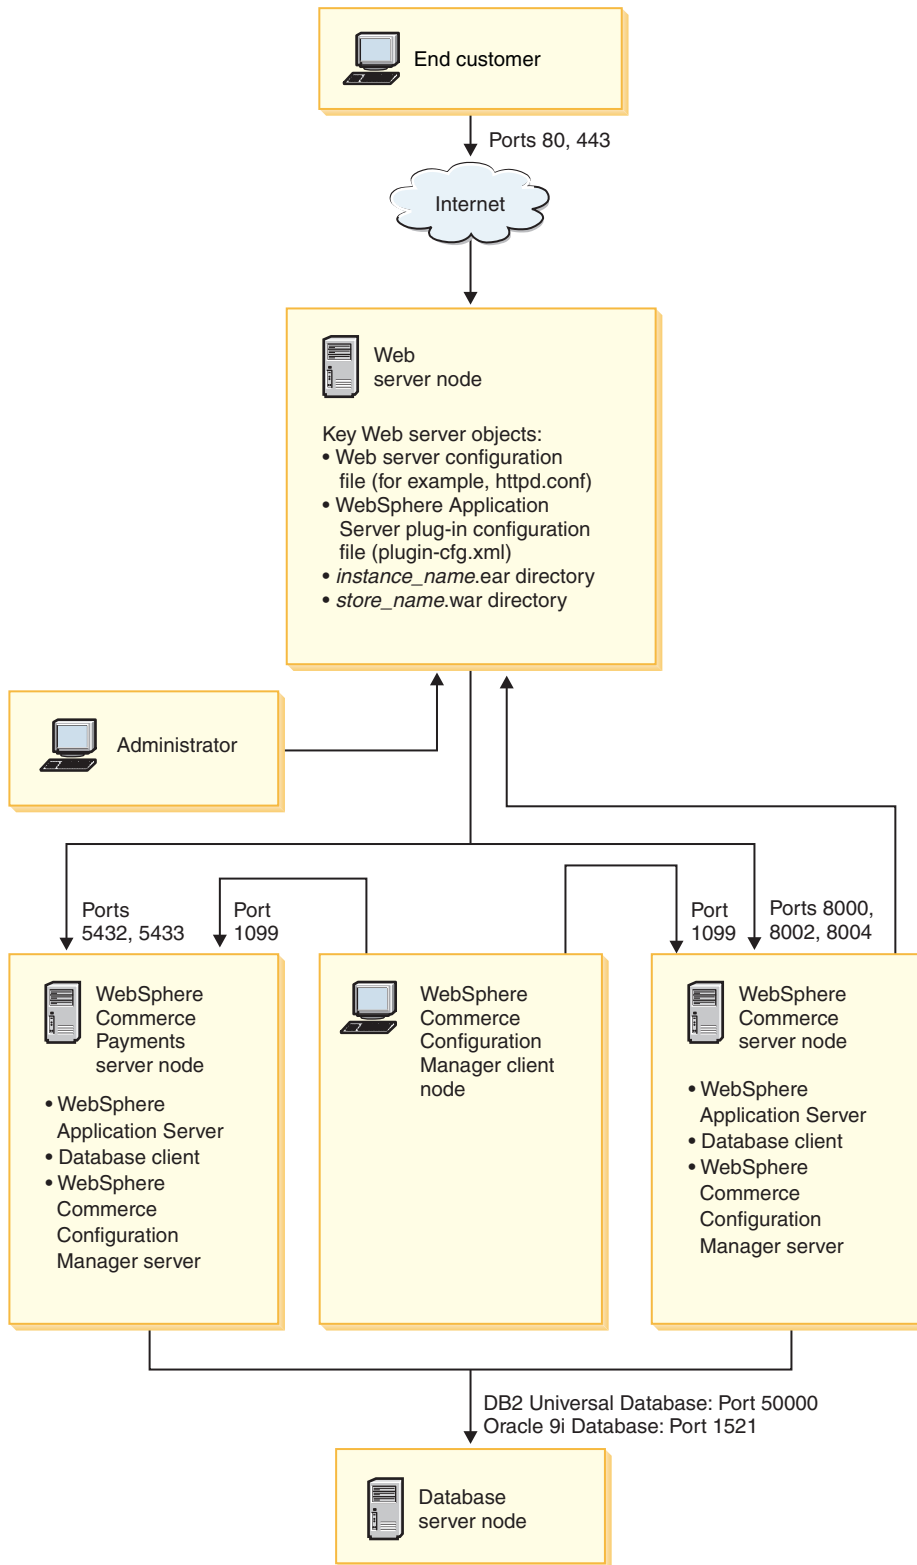 End customer
Ports 80, 443
Internet
Web
server node
Key Web server objects:
• Web server configuration
file (for example, httpd.conf)
• WebSphere Application
Server plug-in configuration
file (plugin-cfg.xml)
• instance_name.ear directory
• store_name.war directory
Administrator
Ports
5432, 5433
Port
1099
Port
1099
Ports 8000,
8002, 8004
WebSphere
Commerce
Payments
server node
• WebSphere
Application Server
• Database client
• WebSphere
Commerce
Configuration
Manager server
WebSphere
Commerce
Configuration
Manager client
node
WebSphere
Commerce
server node
• WebSphere
Application Server
• Database client
• WebSphere
Commerce
Configuration
Manager server
DB2 Universal Database: Port 50000
Oracle 9i Database: Port 1521
Database
server node